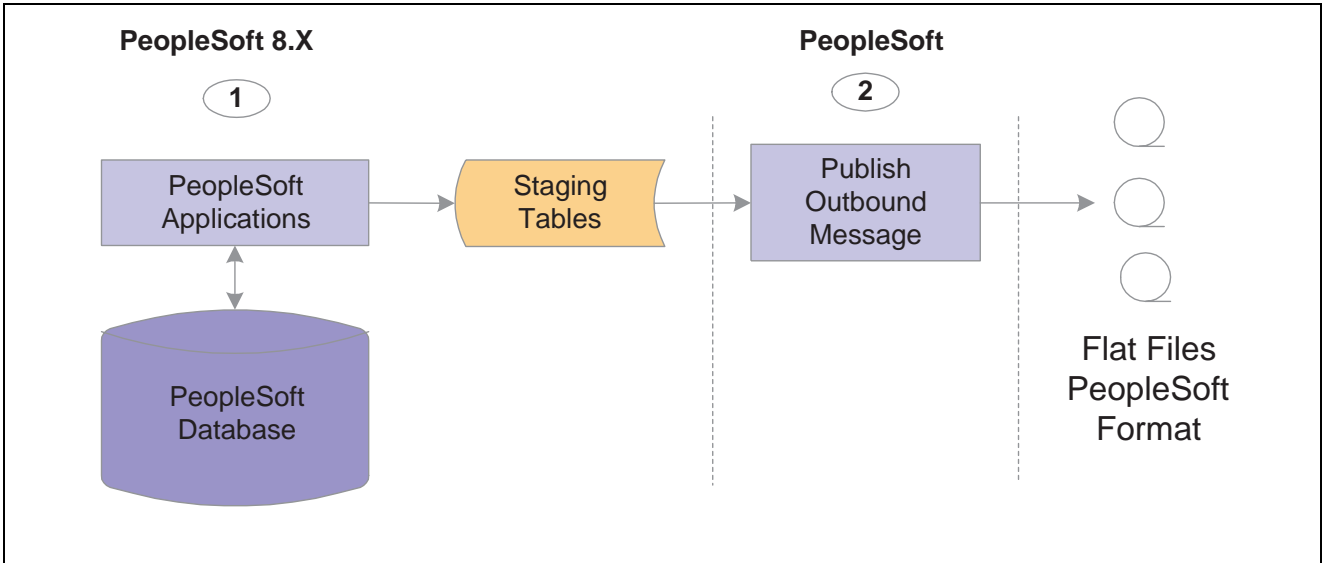 PeopleSoft 8.X
PeopleSoft
1
2
PeopleSoft
Applications
Staging
Tables
Publish
Outbound
Message
PeopleSoft
Database
Flat Files
PeopleSoft
Format